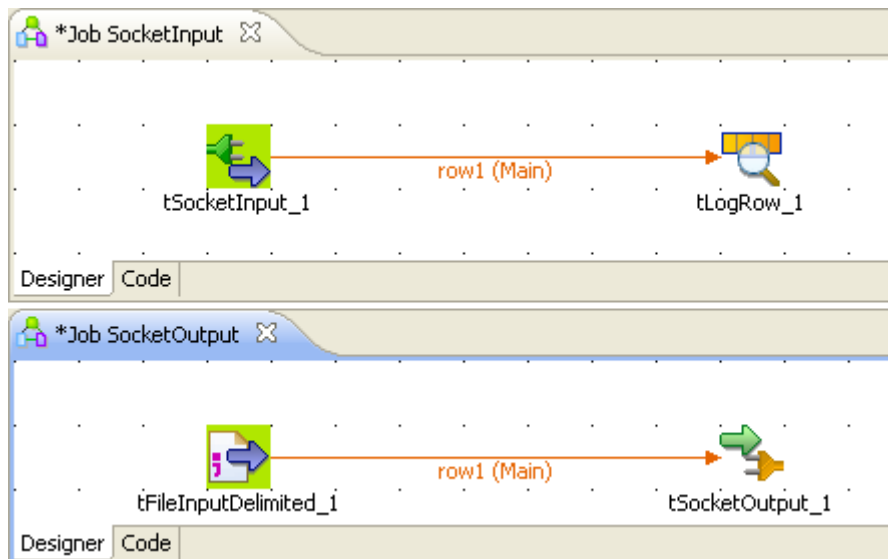 *Job SocketInput
row1 (Main)
tSocketInput_1
tLogRow_1
Designer Code
*Job SocketOutput
row1 (Main)
tFileInputDelimited_1
tSocketOutput_1
Designer Code